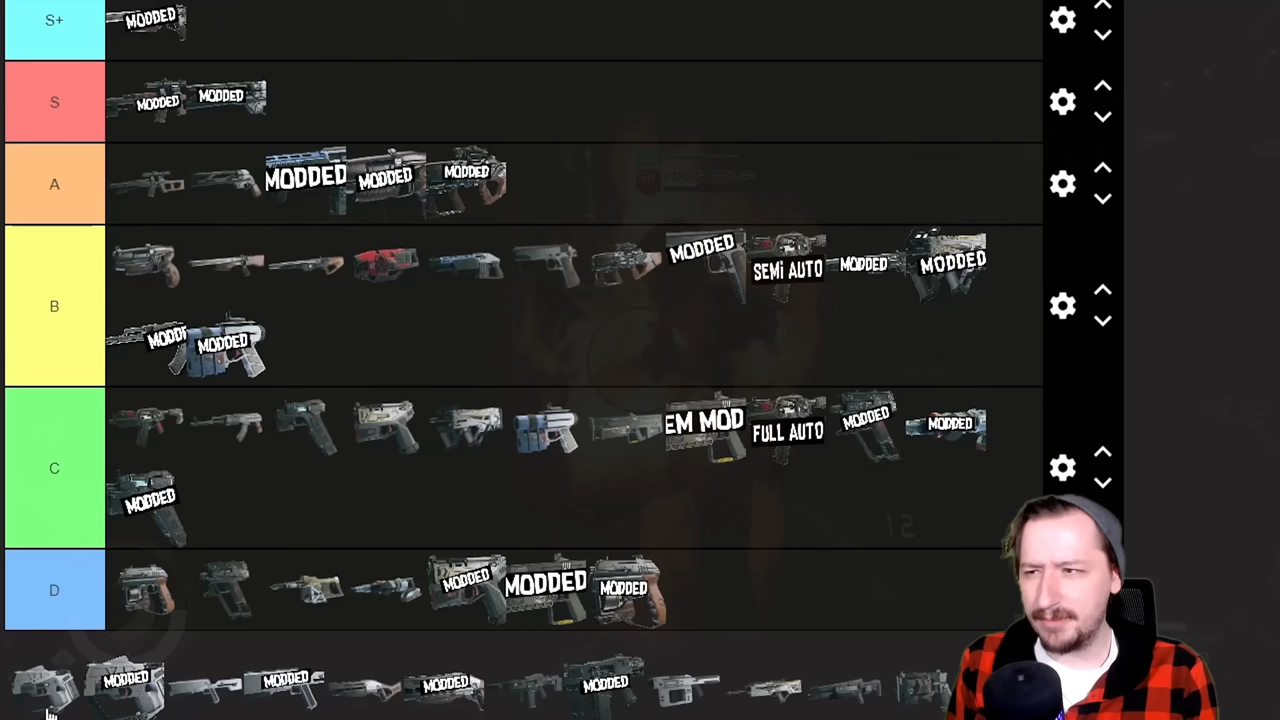 S+ MODDED
S MODDED MODDED
A MODDED MODDED MODDED
B MODDED SEMi AUTO MODDED MODDED
MODDED
C EM MOD FULL AUTO MODDED MODDED
MODDED
D MODDED MODDED MODDED
MODDED MODDED MODDED MODDED